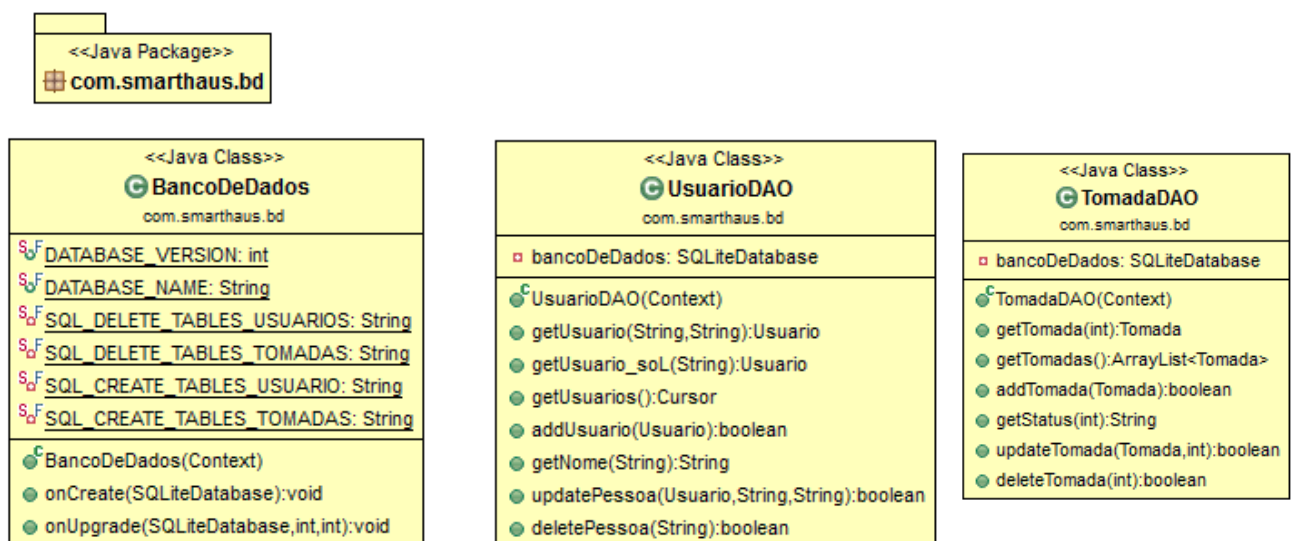 <<Java Package>>
com.smarthaus.bd
<<Java Class>>
BancoDeDados
com.smarthaus.bd
DATABASE_VERSION: int
DATABASE_NAME: String
SQL_DELETE_TABLES_USUARIOS: String
SQL_DELETE_TABLES_TOMADAS: String
SQL_CREATE_TABLES_USUARIO: String
SQL_CREATE_TABLES_TOMADAS: String
BancoDeDados(Context)
onCreate(SQLiteDatabase):void
onUpgrade(SQLiteDatabase,int,int):void
<<Java Class>>
UsuarioDAO
com.smarthaus.bd
bancoDeDados: SQLiteDatabase
UsuarioDAO(Context)
getUsuario(String,String):Usuario
getUsuario_soL(String):Usuario
getUsuarios():Cursor
addUsuario(Usuario):boolean
getNome(String):String
updatePessoa(Usuario,String,String):boolean
deletePessoa(String):boolean
<<Java Class>>
TomadaDAO
com.smarthaus.bd
bancoDeDados: SQLiteDatabase
TomadaDAO(Context)
getTomada(int):Tomada
getTomadas():ArrayList<Tomada>
addTomada(Tomada):boolean
getStatus(int):String
updateTomada(Tomada,int):boolean
deleteTomada(int):boolean